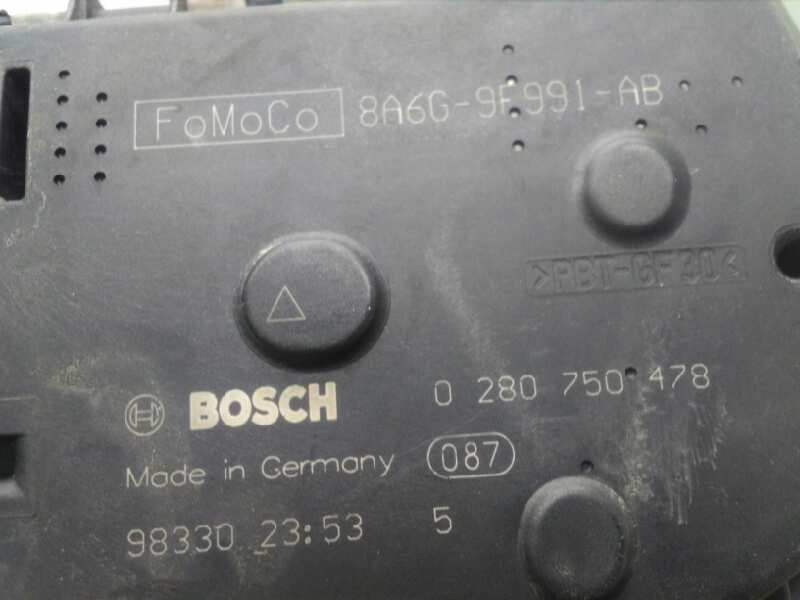 FoMoCo 8A6G-9F991-AB
>PBT-GF30<
BOSCH 0 280 750 478
Made in Germany 087
98330 23:53 5